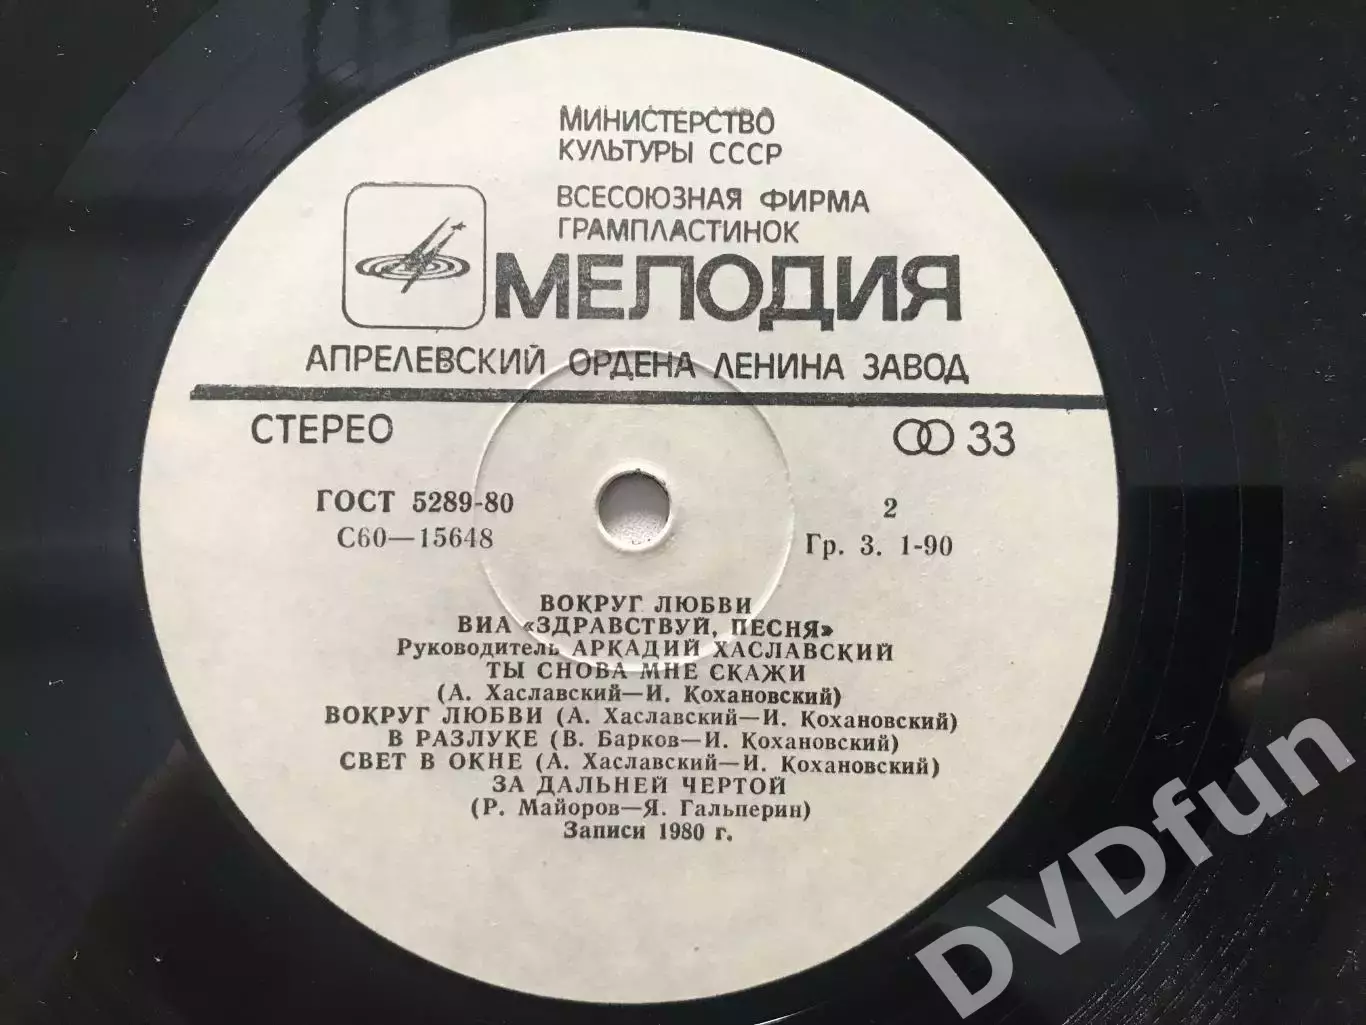 МИНИСТЕРСТВО
КУЛЬТУРЫ СССР
ВСЕСОЮЗНАЯ ФИРМА
ГРАМПЛАСТИНОК
МЕЛОДИЯ
АПРЕЛЕВСКИЙ ОРДЕНА ЛЕНИНА ЗАВОД
СТЕРЕО 33
ГОСТ 5289-80 2
С60—15648 Гр. 3. 1-90
ВОКРУГ ЛЮБВИ
ВИА «ЗДРАВСТВУЙ, ПЕСНЯ»
Руководитель АРКАДИЙ ХАСЛАВСКИЙ
ТЫ СНОВА МНЕ СКАЖИ
(А. Хаславский—И. Кохановский)
ВОКРУГ ЛЮБВИ (А. Хаславский—И. Кохановский)
В РАЗЛУКЕ (В. Барков—И. Кохановский)
СВЕТ В ОКНЕ (А. Хаславский—И. Кохановский)
ЗА ДАЛЬНЕЙ ЧЕРТОЙ
(Р. Майоров—Я. Гальперин)
Записи 1980 г.
DVDfun